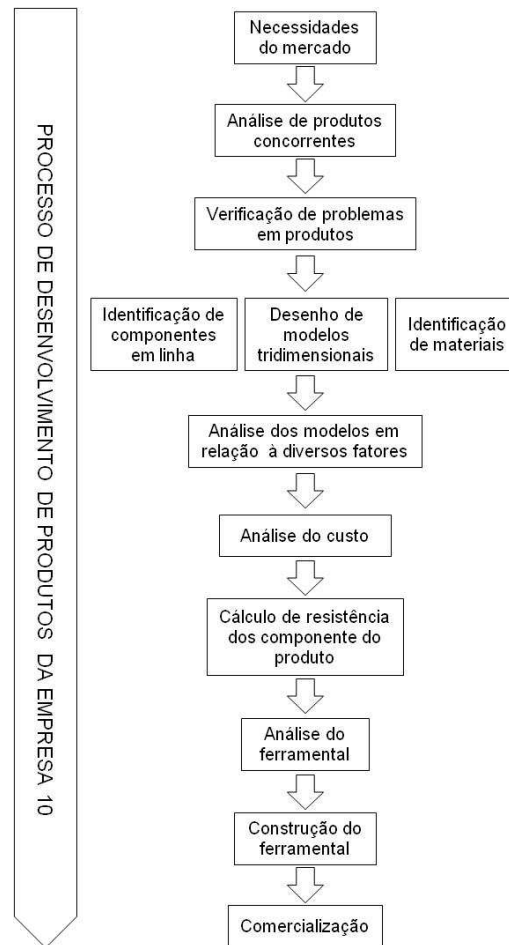 PROCESSO DE DESENVOLVIMENTO DE PRODUTOS DA EMPRESA 10
Necessidades
do mercado
Análise de produtos
concorrentes
Verificação de problemas
em produtos
Identificação de
componentes
em linha
Desenho de
modelos
tridimensionais
Identificação
de materiais
Análise dos modelos em
relação à diversos fatores
Análise do custo
Cálculo de resistência
dos componente do
produto
Análise do
ferramental
Construção do
ferramental
Comercialização